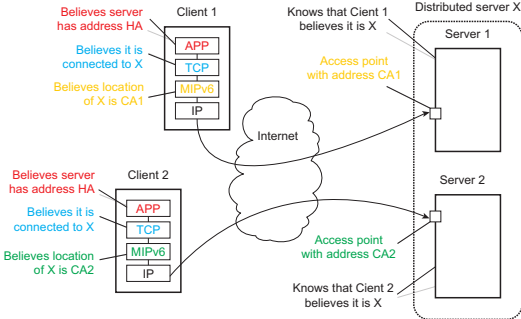 Client 1
Believes server
has address HA
APP
Believes it is
connected to X
TCP
Believes location
of X is CA1
MIPv6
IP
Internet
Client 2
Believes server
has address HA
APP
Believes it is
connected to X
TCP
Believes location
of X is CA2
MIPv6
IP
Distributed server X
Knows that Cient 1
believes it is X
Server 1
Access point
with address CA1
Server 2
Access point
with address CA2
Knows that Cient 2
believes it is X